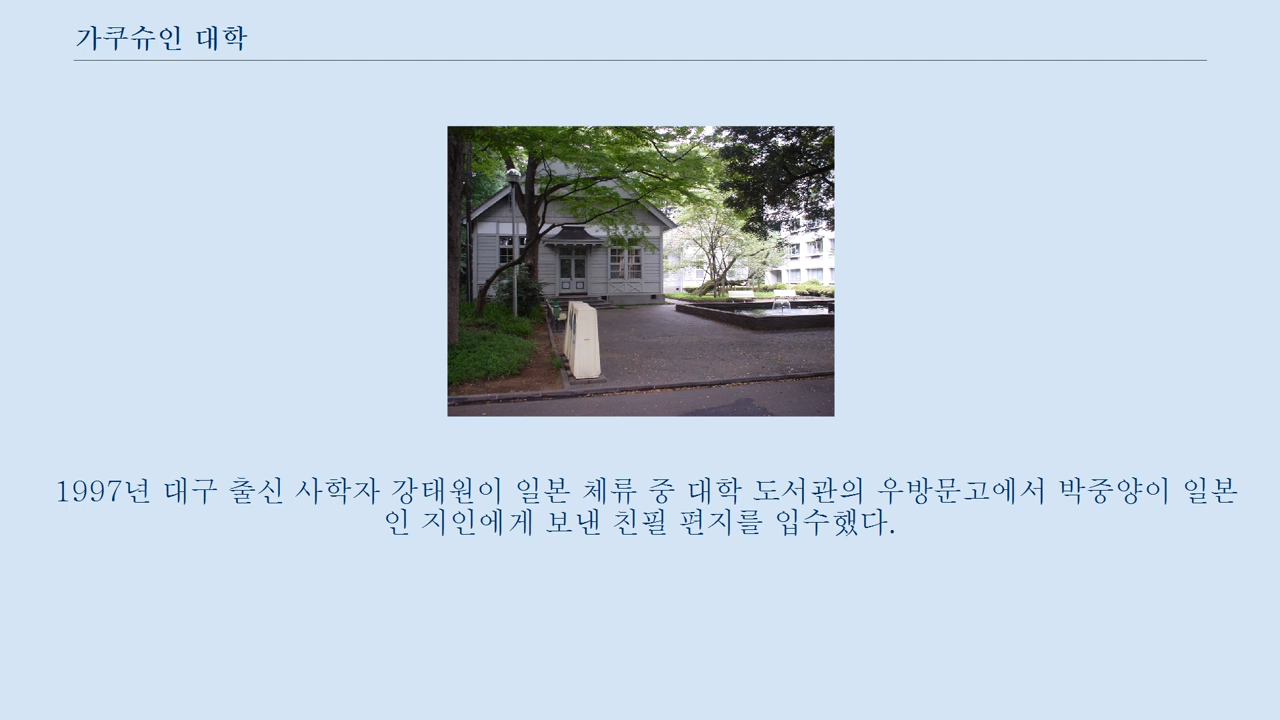 가쿠슈인 대학
1997년 대구 출신 사학자 강태원이 일본 체류 중 대학 도서관의 우방문고에서 박중양이 일본
인 지인에게 보낸 친필 편지를 입수했다.